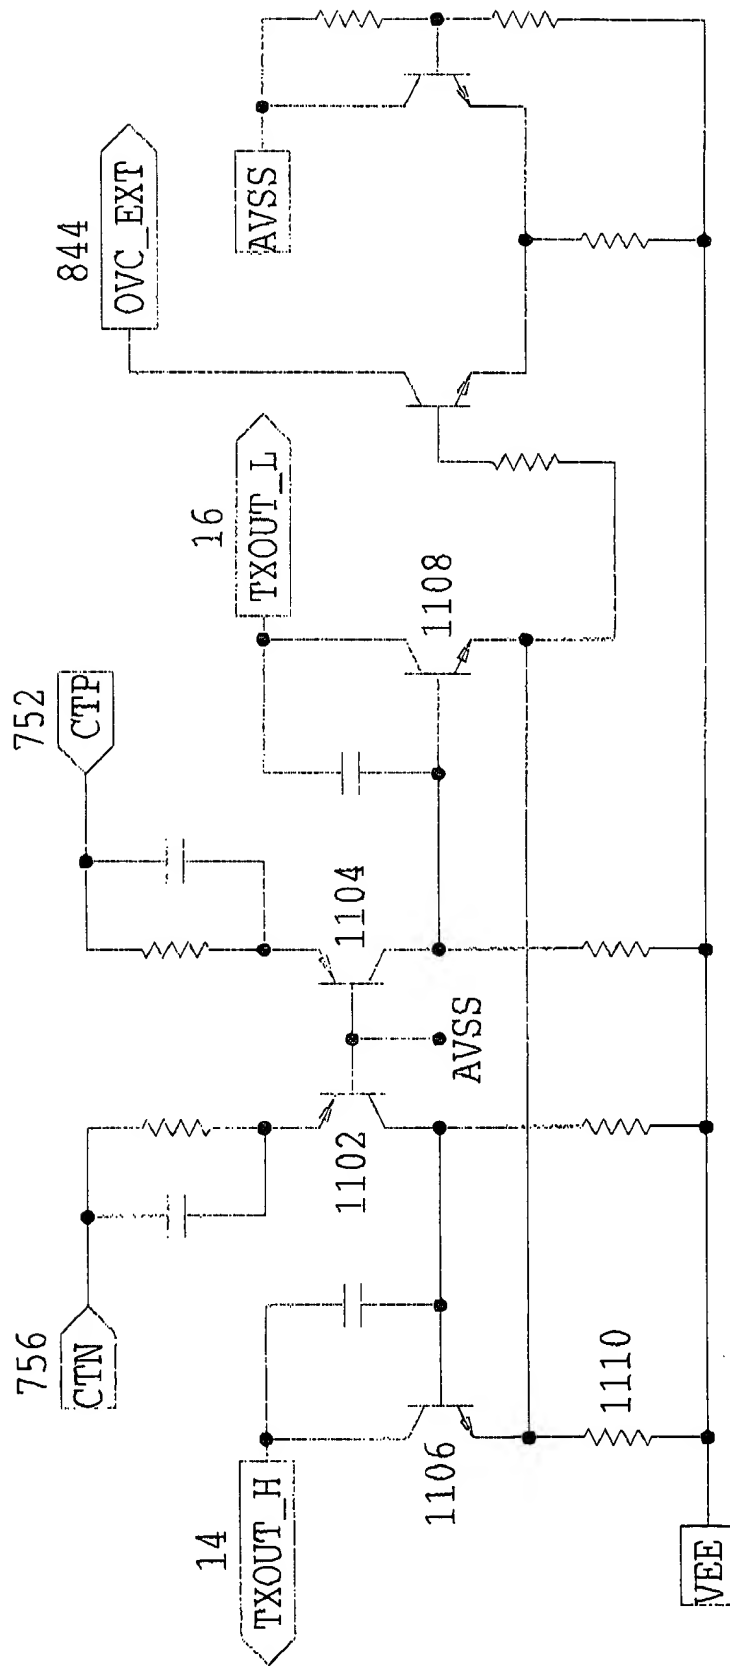 844
OVC_EXT
AVSS
16
TXOUT_L
752
CTP
1108
1104
AVSS
1102
756
CTN
14
TXOUT_H
1106
1110
VEE